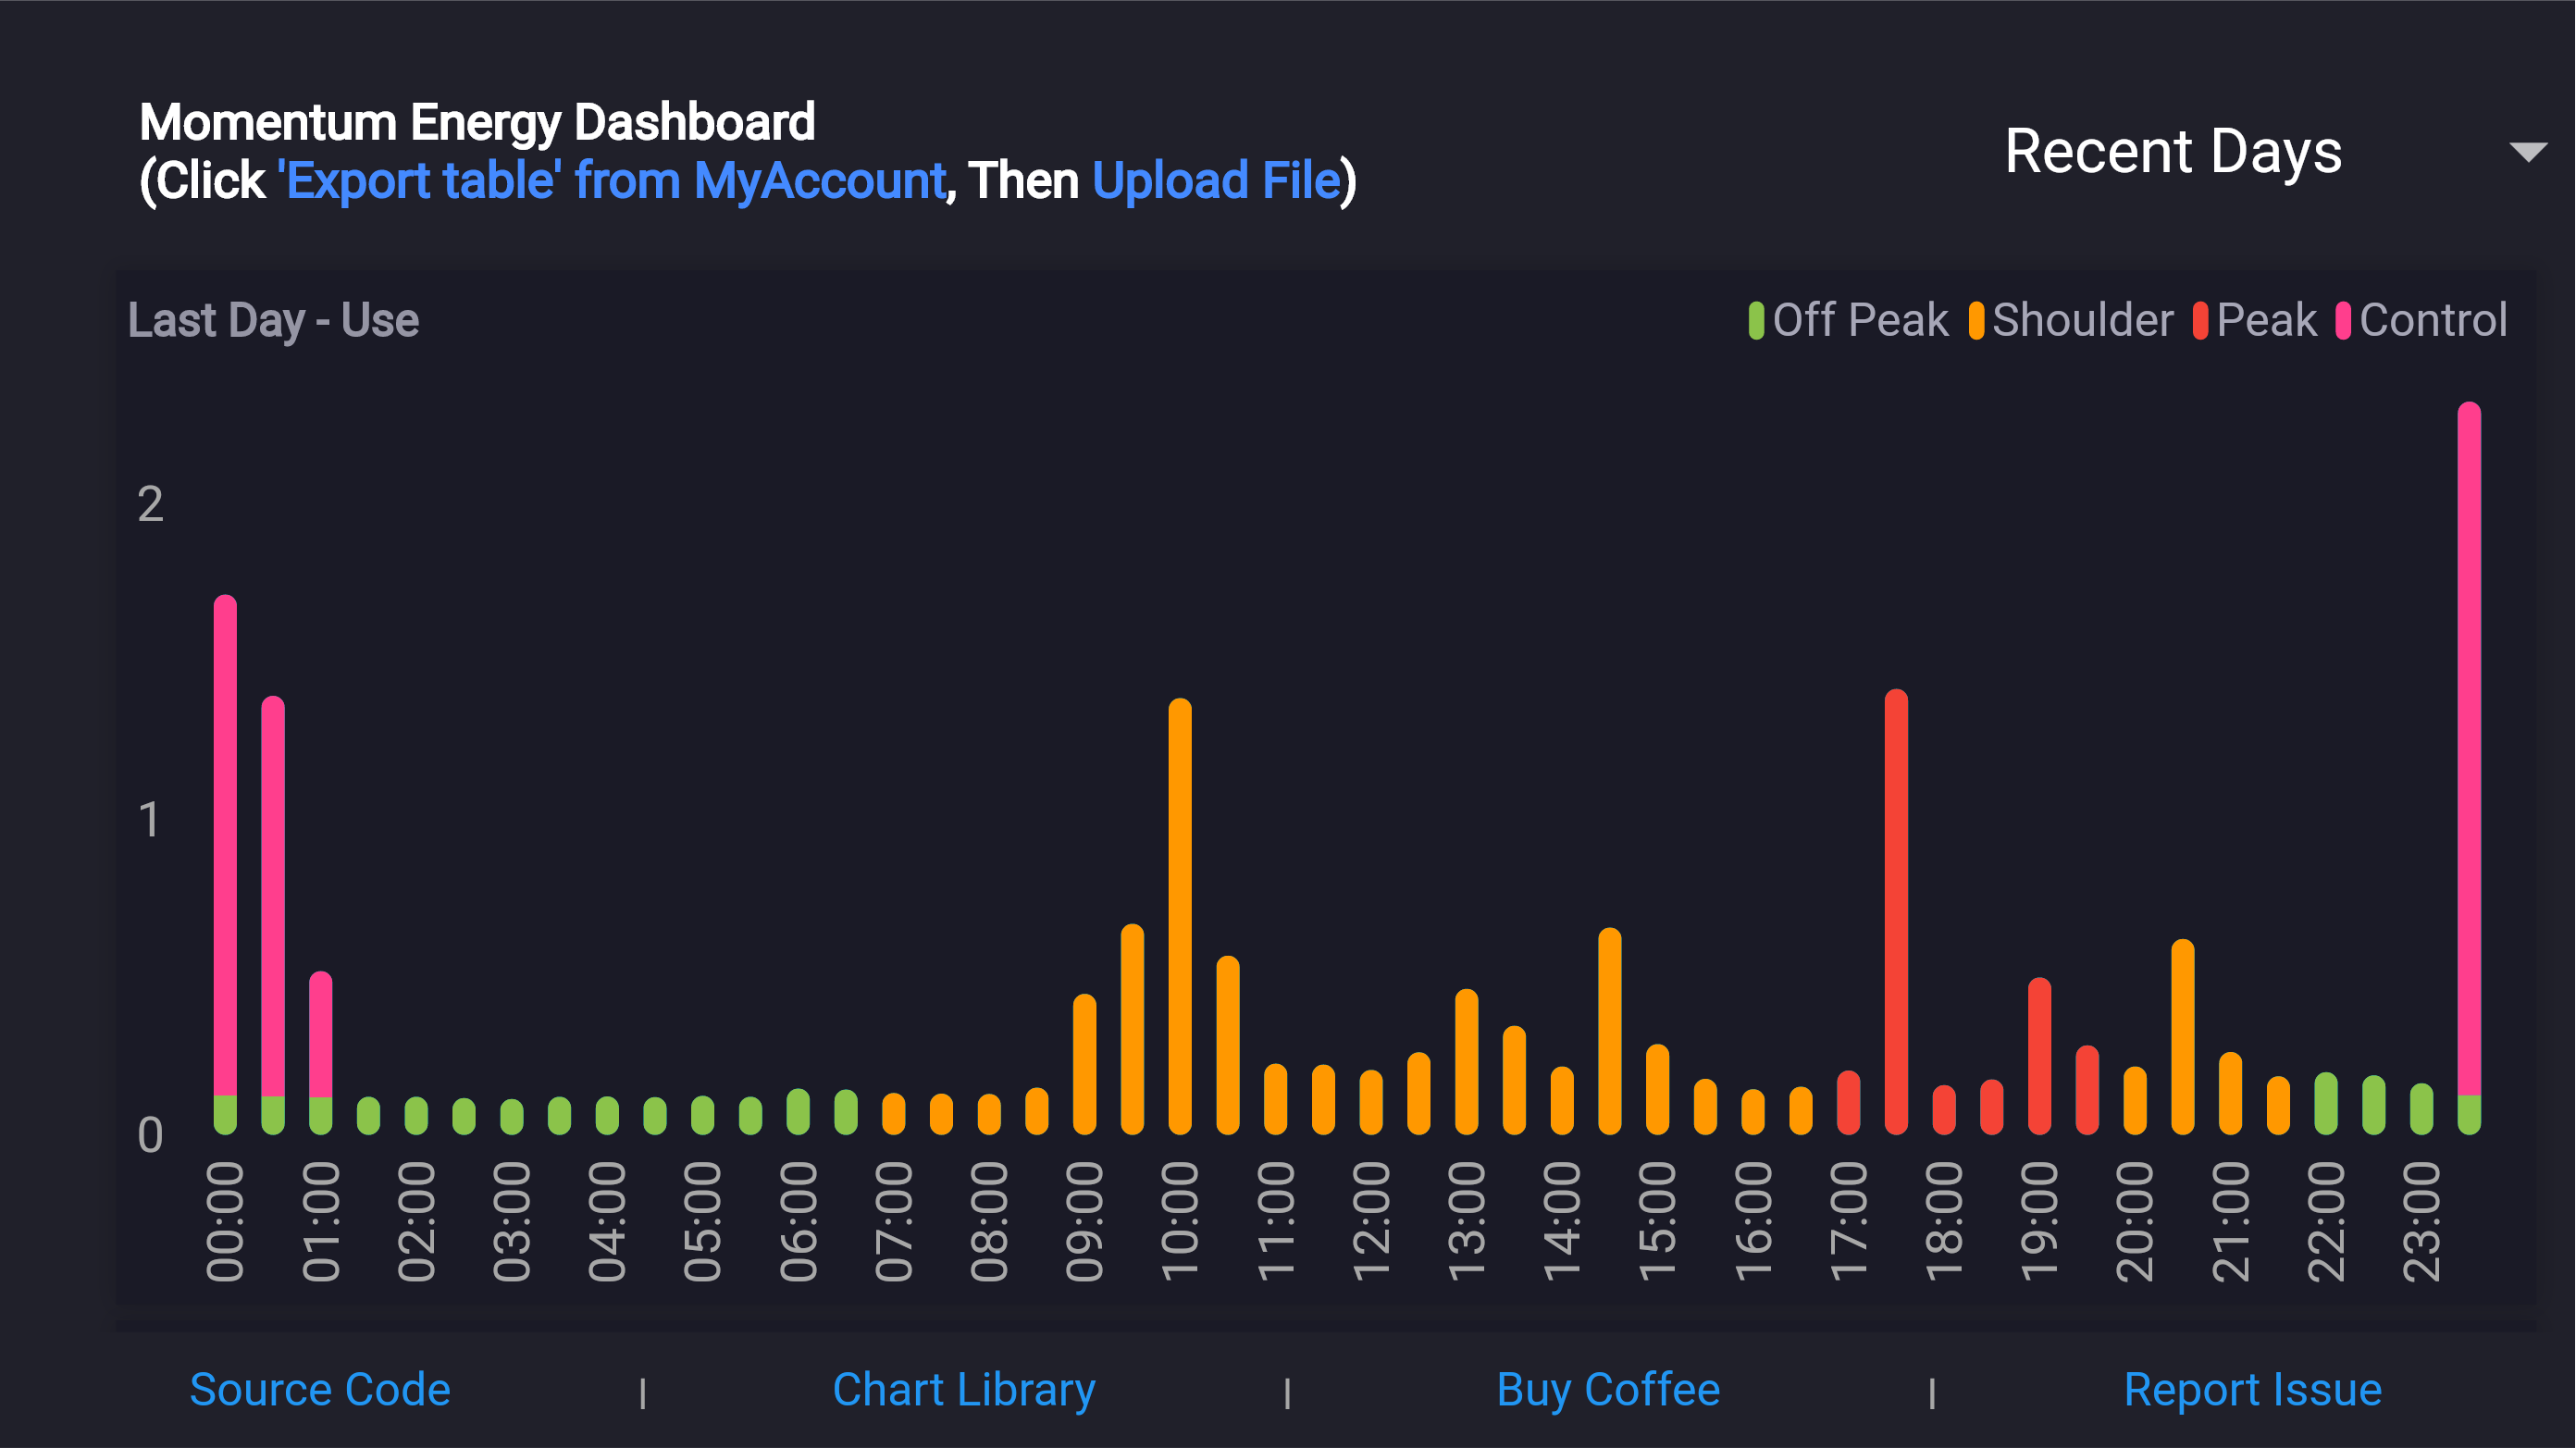 Momentum Energy Dashboard
(Click 'Export table' from MyAccount, Then Upload File)
Recent Days
Last Day - Use
Off Peak Shoulder Peak Control
2
1
0
00:00 01:00 02:00 03:00 04:00 05:00 06:00 07:00 08:00 09:00 10:00 11:00 12:00 13:00 14:00 15:00 16:00 17:00 18:00 19:00 20:00 21:00 22:00 23:00
Source Code | Chart Library | Buy Coffee | Report Issue